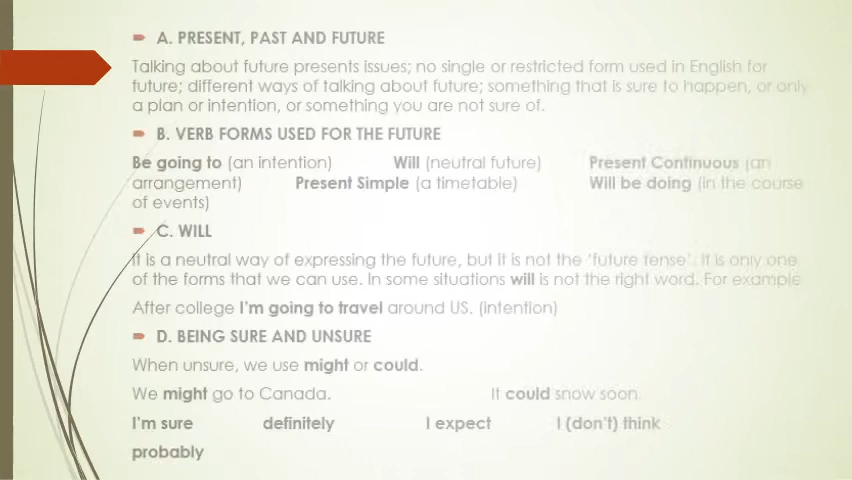 A. PRESENT, PAST AND FUTURE
Talking about future presents issues; no single or restricted form used in English for
future; different ways of talking about future; something that is sure to happen, or only
a plan or intention, or something you are not sure of.
B. VERB FORMS USED FOR THE FUTURE
Be going to (an intention) Will (neutral future) Present Continuous (an
arrangement) Present Simple (a timetable) Will be doing (in the course
of events)
C. WILL
It is a neutral way of expressing the future, but it is not the ‘future tense’. It is only one
of the forms that we can use. In some situations will is not the right word. For example
After college I’m going to travel around US. (intention)
D. BEING SURE AND UNSURE
When unsure, we use might or could.
We might go to Canada. It could snow soon.
I’m sure definitely I expect I (don’t) think
probably